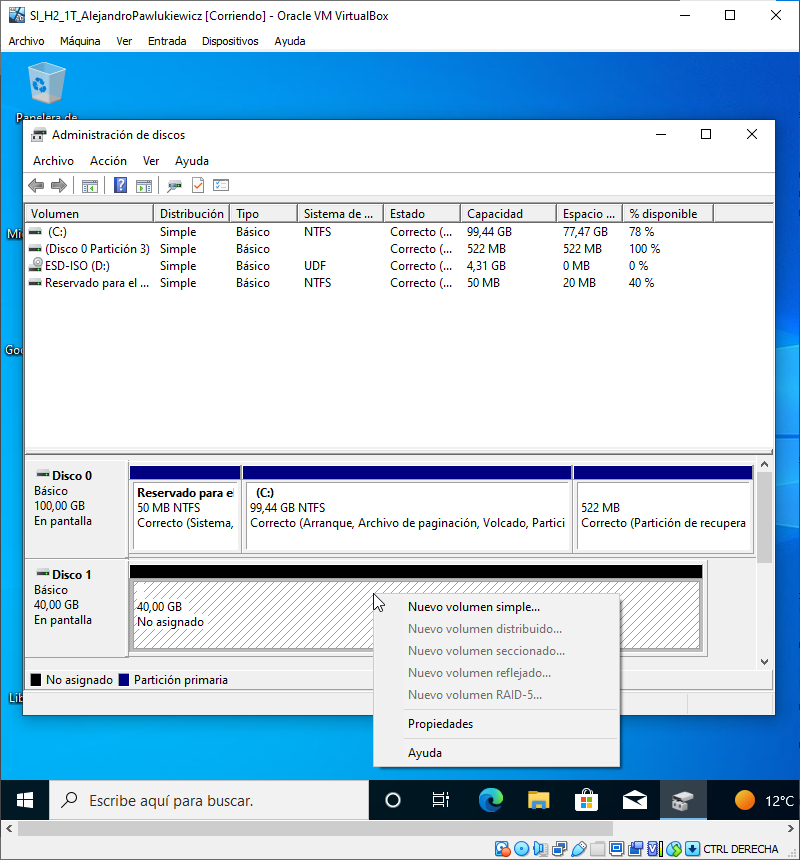 SI_H2_1T_AlejandroPawlukiewicz [Corriendo] - Oracle VM VirtualBox
Archivo Máquina Ver Entrada Dispositivos Ayuda
Administración de discos
Archivo Acción Ver Ayuda
Volumen Distribución Tipo Sistema de ... Estado Capacidad Espacio ... % disponible
(C:) Simple Básico NTFS Correcto (... 99,44 GB 77,47 GB 78 %
(Disco 0 Partición 3) Simple Básico Correcto (... 522 MB 522 MB 100 %
ESD-ISO (D:) Simple Básico UDF Correcto (... 4,31 GB 0 MB 0 %
Reservado para el ... Simple Básico NTFS Correcto (... 50 MB 20 MB 40 %
Disco 0
Básico
100,00 GB
En pantalla
Reservado para el
50 MB NTFS
Correcto (Sistema,
(C:)
99,44 GB NTFS
Correcto (Arranque, Archivo de paginación, Volcado, Partici
522 MB
Correcto (Partición de recupera
Disco 1
Básico
40,00 GB
En pantalla
40,00 GB
No asignado
Nuevo volumen simple...
Nuevo volumen distribuido...
Nuevo volumen seccionado...
Nuevo volumen reflejado...
Nuevo volumen RAID-5...
Propiedades
Ayuda
No asignado Partición primaria
Escribe aquí para buscar.
12°C
CTRL DERECHA